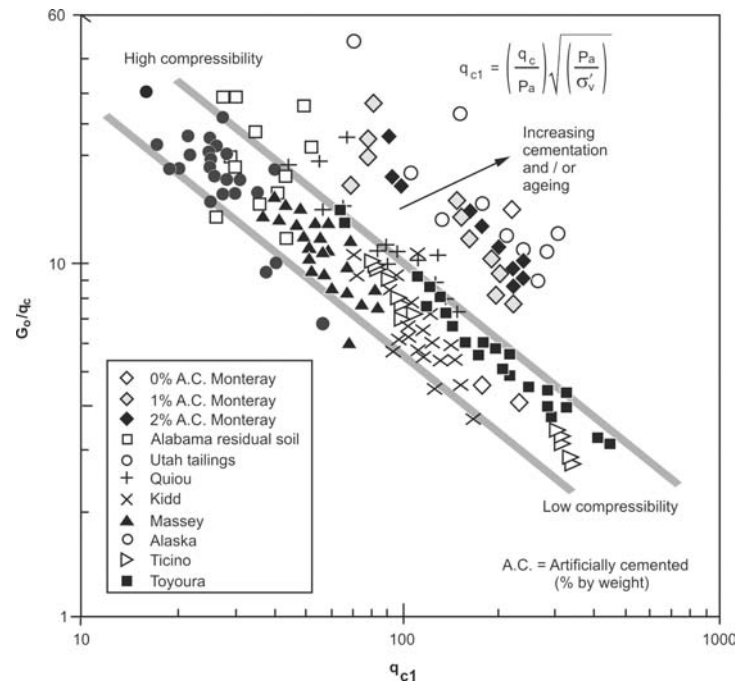 60
High compressibility
q_c1 = (q_c / P_a) √(P_a / σ'_v)
Increasing
cementation
and / or
ageing
10
G_o/q_c
0% A.C. Monteray
1% A.C. Monteray
2% A.C. Monteray
Alabama residual soil
Utah tailings
Quiou
Kidd
Massey
Alaska
Ticino
Toyoura
Low compressibility
A.C. = Artificially cemented
(% by weight)
1
10
100
1000
q_c1